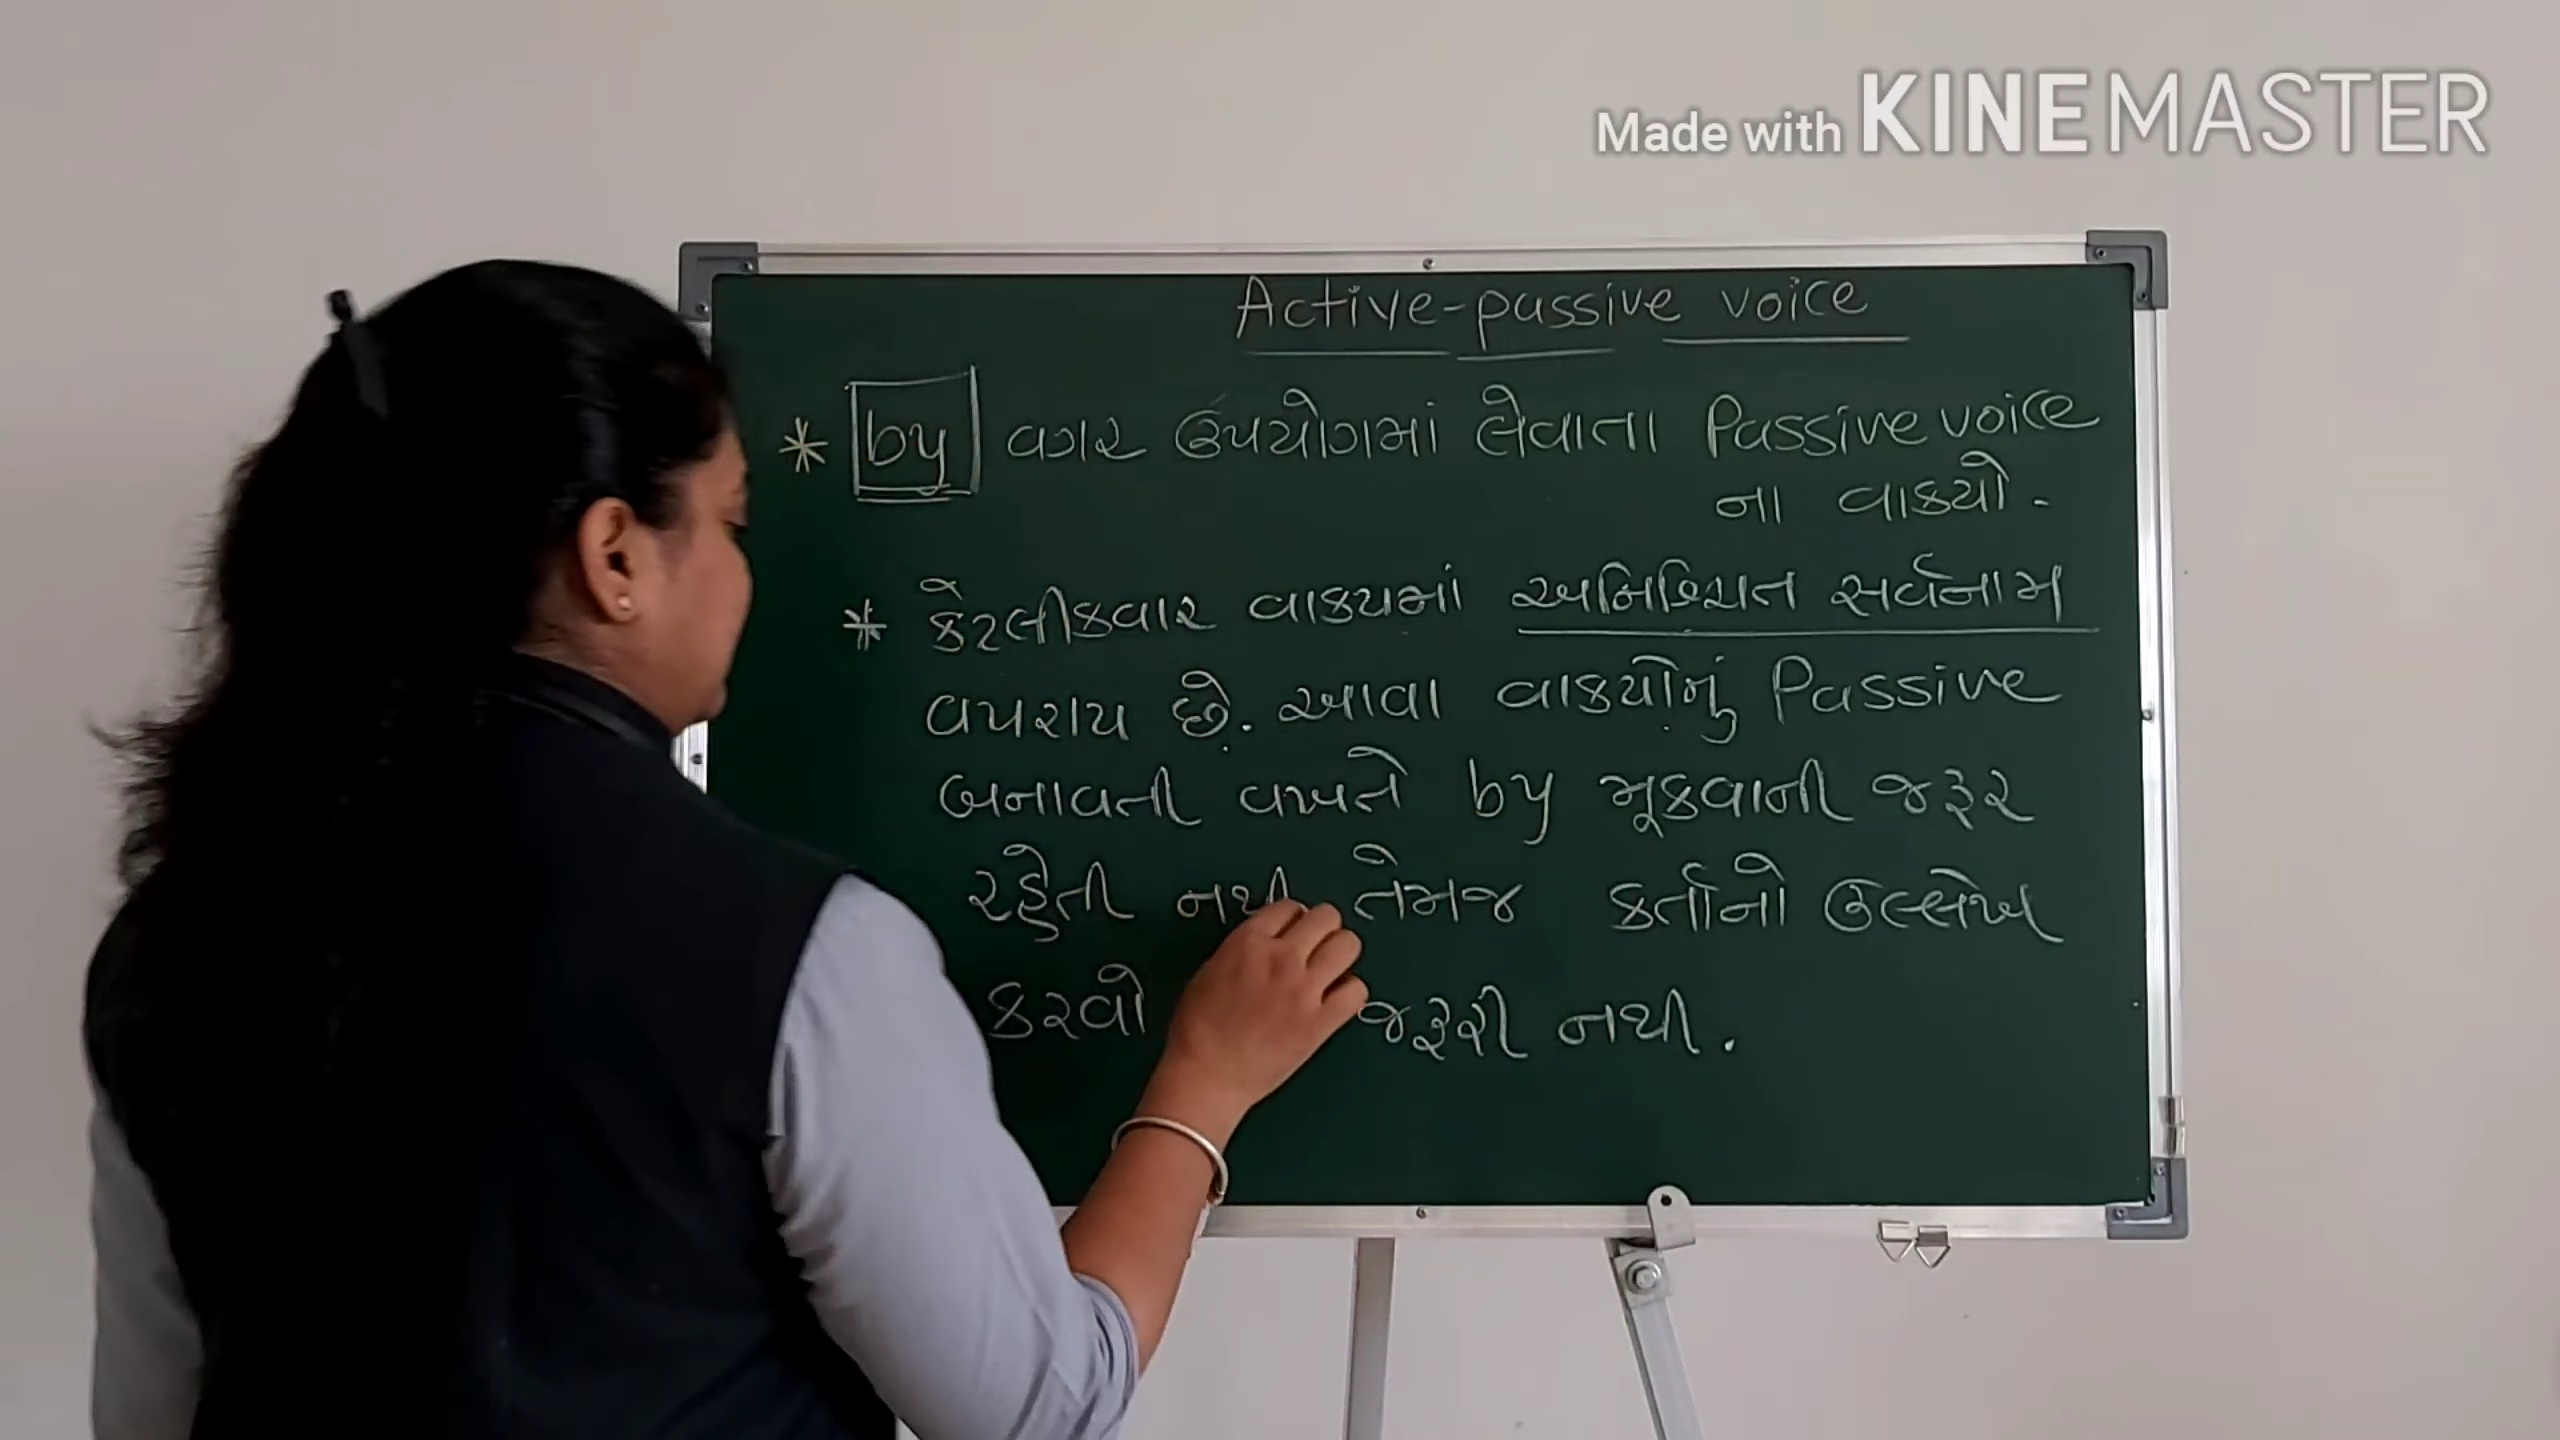 Made with KINEMASTER
Active-passive voice
* by વગર ઉપયોગમાં લેવાતા Passive voice
ના વાક્યો.
* કેટલીકવાર વાક્યમાં અનિશ્ચિત સર્વનામ
વપરાય છે. આવા વાક્યોનું Passive
બનાવતી વખતે by મૂકવાની જરૂર
રહેતી નથી તેમજ કર્તાનો ઉલ્લેખ
કરવો જરૂરી નથી.